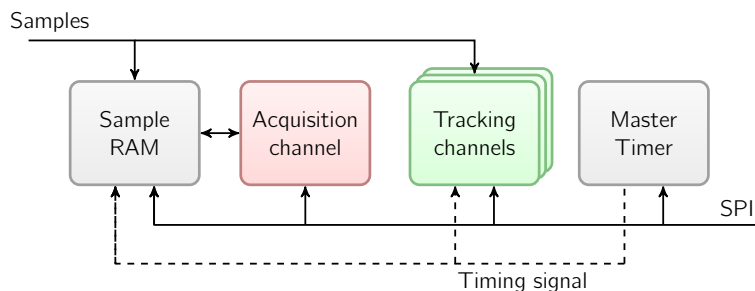 Samples
Sample
RAM
Acquisition
channel
Tracking
channels
Master
Timer
SPI
Timing signal